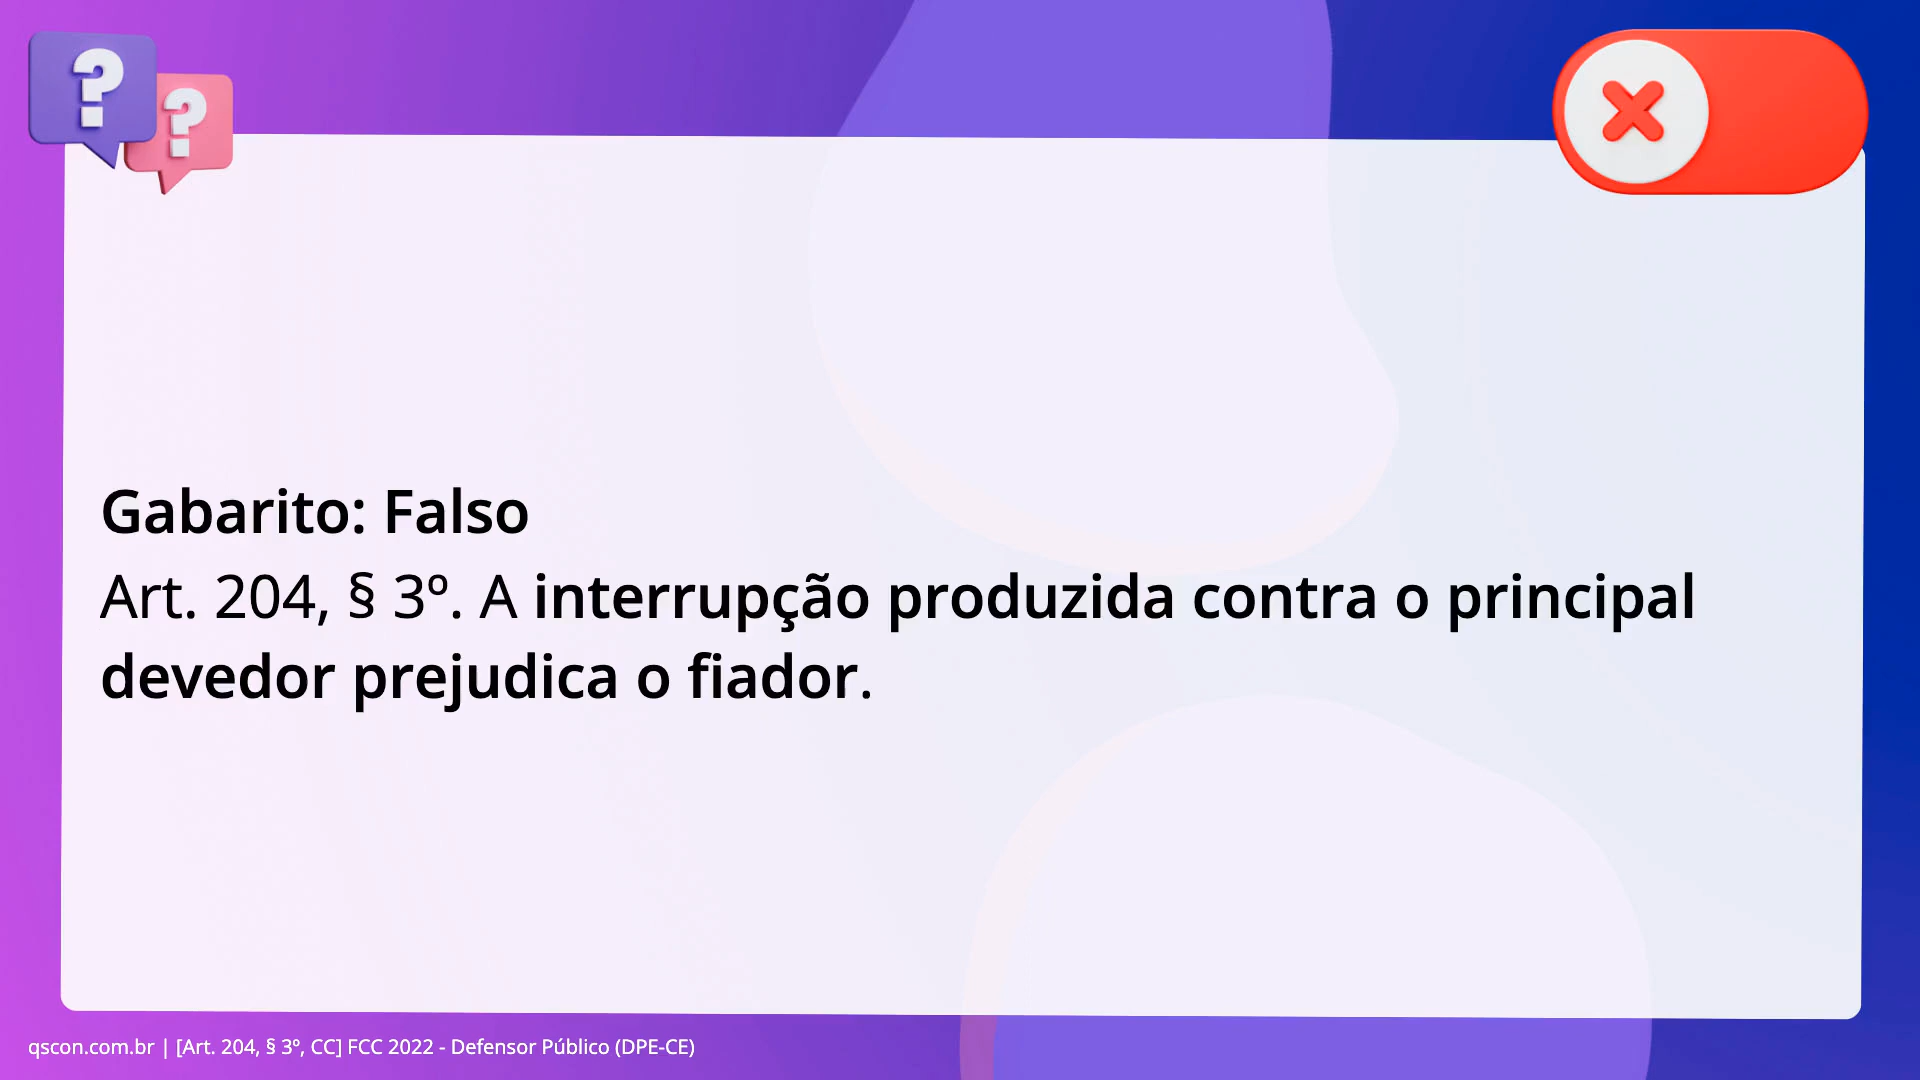 Gabarito: Falso
Art. 204, § 3º. A interrupção produzida contra o principal
devedor prejudica o fiador.
qscon.com.br | [Art. 204, § 3º, CC] FCC 2022 - Defensor Público (DPE-CE)